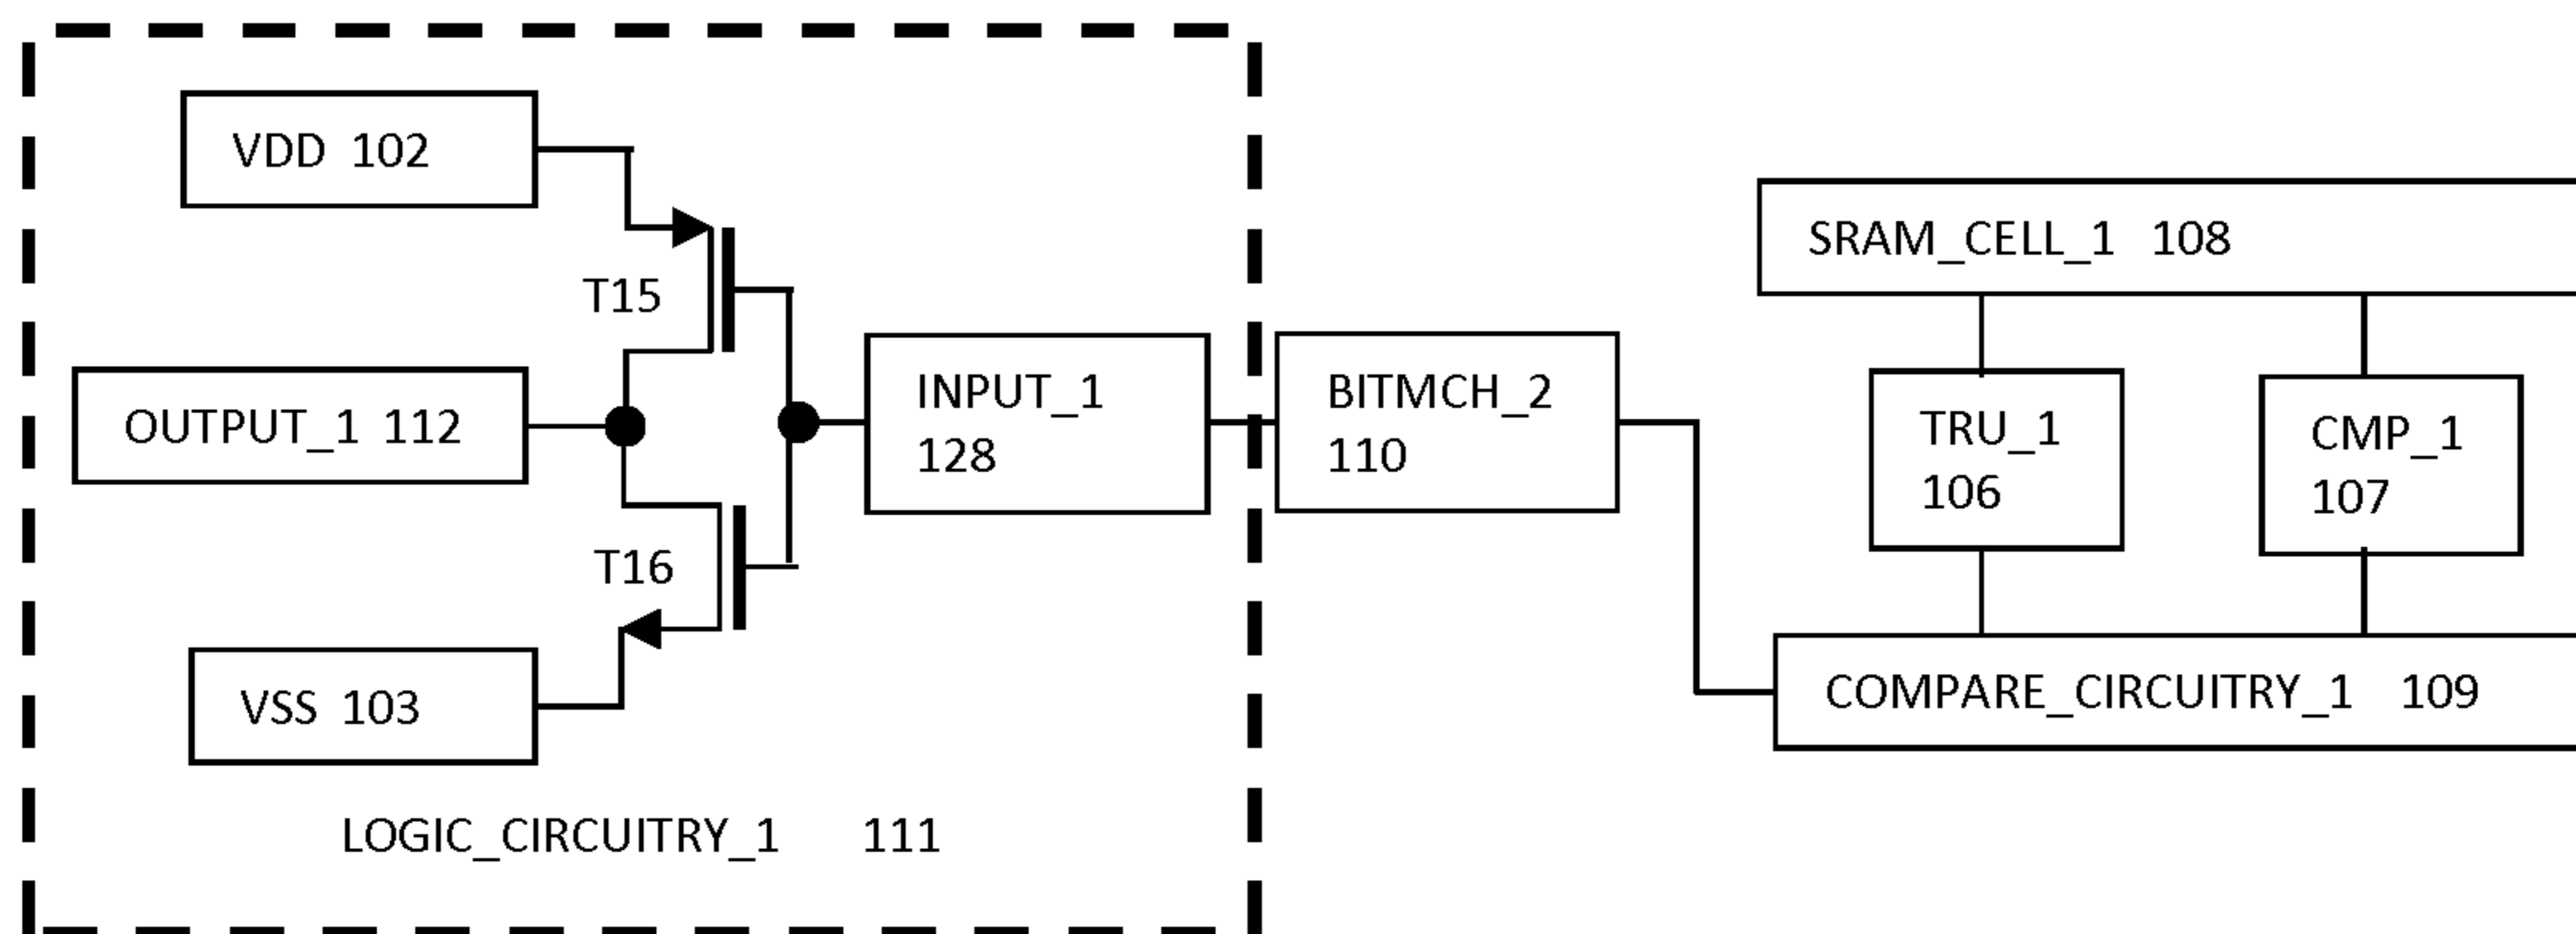 VDD 102
SRAM_CELL_1 108
T15
OUTPUT_1 112
INPUT_1
128
BITMCH_2
110
TRU_1
106
CMP_1
107
T16
VSS 103
COMPARE_CIRCUITRY_1 109
LOGIC_CIRCUITRY_1 111